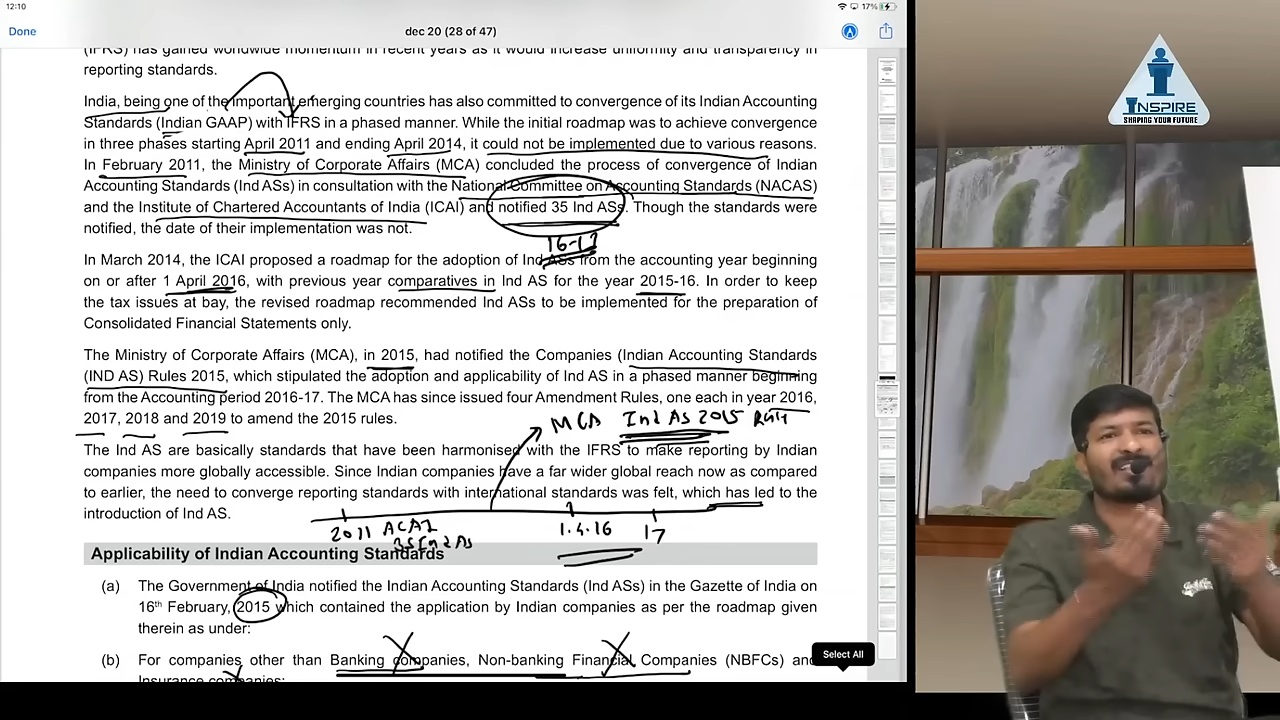 12:10
17%
Done
dec 20 (28 of 47)
(IFRS) has gained worldwide momentum in recent years as it would increase uniformity and transparency in
reporting standards.
India, being one of the important emerging countries has also committed to convergence of its Indian Accounting
Standards (Indian GAAP) with IFRS in a phased manner. While the initial roadmap was to achieve convergence
in three phases starting April 2011 and ending April 201 , it could not be implemented due to various reasons.
In February 2011, the Ministry of Corporate Affairs (MCA) concluded the process of convergence of Indian
Accounting Standards (Ind ASs) in consultation with the National Committee on Accounting Standards (NACAS)
and the Institute of Chartered Accountants of India (ICAI) and notified 35 Ind ASs. Though the standards were
notified, the date of their implementation was not.
16-17
In March 2014, the ICAI proposed a roadmap for the adoption of Ind ASs from the accounting year beginning
on or after April 2016, with previous year comparatives in Ind AS for the year 2015-16. In order to keep
the tax issues at bay, the revised roadmap recommended Ind ASs to be implemented for the preparation of
Consolidated Financial Statements only.
The Ministry of Corporate Affairs (MCA), in 2015, had notified the Companies (Indian Accounting Standards
(IND AS) Rules 2015, which stipulated the adoption and applicability of Ind AS in a phased manner beginning
from the Accounting period 2016-17. The MCA has since issued four Amendment Rules, one each in year 2016,
2017, 2018 and 2019 to amend the 2015 rules.
MCA Ind AS 2015
The Ind AS are basically standards that have been harmonised with the IFRS to make reporting by Indian
companies more globally accessible. Since Indian companies have a far wider global reach now as compared
to earlier, the need to converge reporting standards with international standards was felt, which has led to the
introduction of Ind AS.
1.4.16 17
Applicability of Indian Accounting Standards
(a) The Government of India notified the Indian Accounting Standards (Ind ASs) in the Gazette of India on
16th February, 2015 which contained the application by Indian companies as per the roadmap given
therein as under:
(b) For companies other than Banking companies, Non-banking Financial Companies (NBFCs) and
Insurance companies:
Select All
INSPIRE
SHAPING YOUR FUTURE